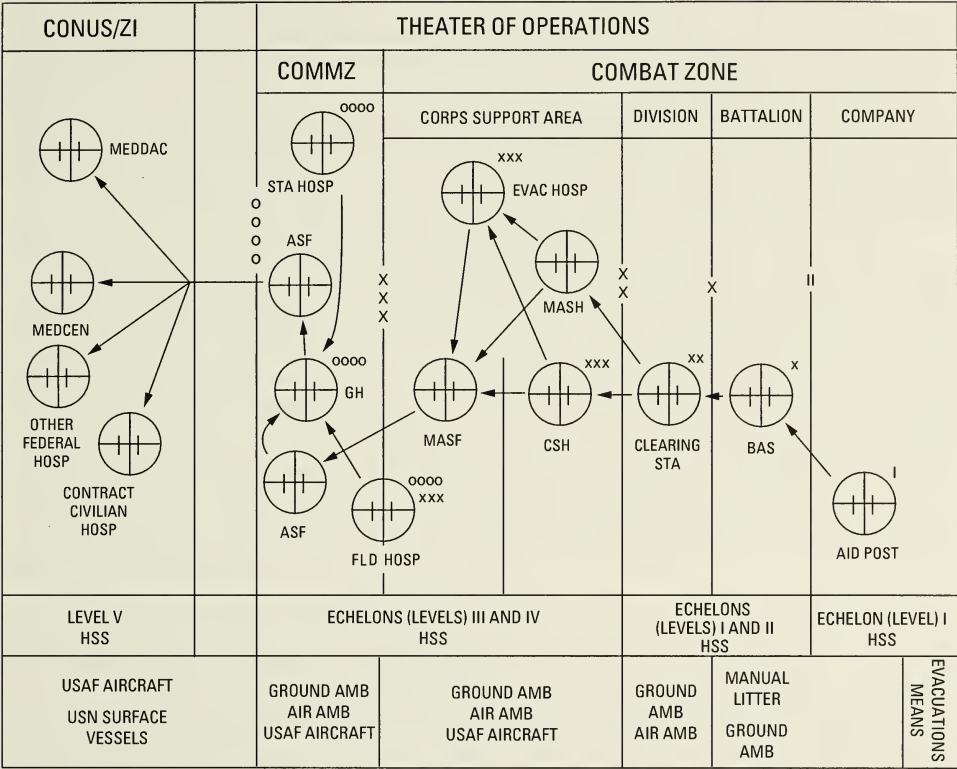 CONUS/ZI
THEATER OF OPERATIONS
COMMZ
COMBAT ZONE
CORPS SUPPORT AREA
DIVISION
BATTALION
COMPANY
MEDDAC
oooo
STA HOSP
xxx
EVAC HOSP
o
o
o
o
ASF
MEDCEN
X
X
X
MASH
X
X
X
II
OTHER
FEDERAL
HOSP
oooo
GH
MASF
xxx
CSH
xx
CLEARING
STA
x
BAS
CONTRACT
CIVILIAN
HOSP
ASF
oooo
xxx
FLD HOSP
I
AID POST
LEVEL V
HSS
ECHELONS (LEVELS) III AND IV
HSS
ECHELONS
(LEVELS) I AND II
HSS
ECHELON (LEVEL) I
HSS
USAF AIRCRAFT
USN SURFACE
VESSELS
GROUND AMB
AIR AMB
USAF AIRCRAFT
GROUND AMB
AIR AMB
USAF AIRCRAFT
GROUND
AMB
AIR AMB
MANUAL
LITTER
GROUND
AMB
EVACUATIONS
MEANS